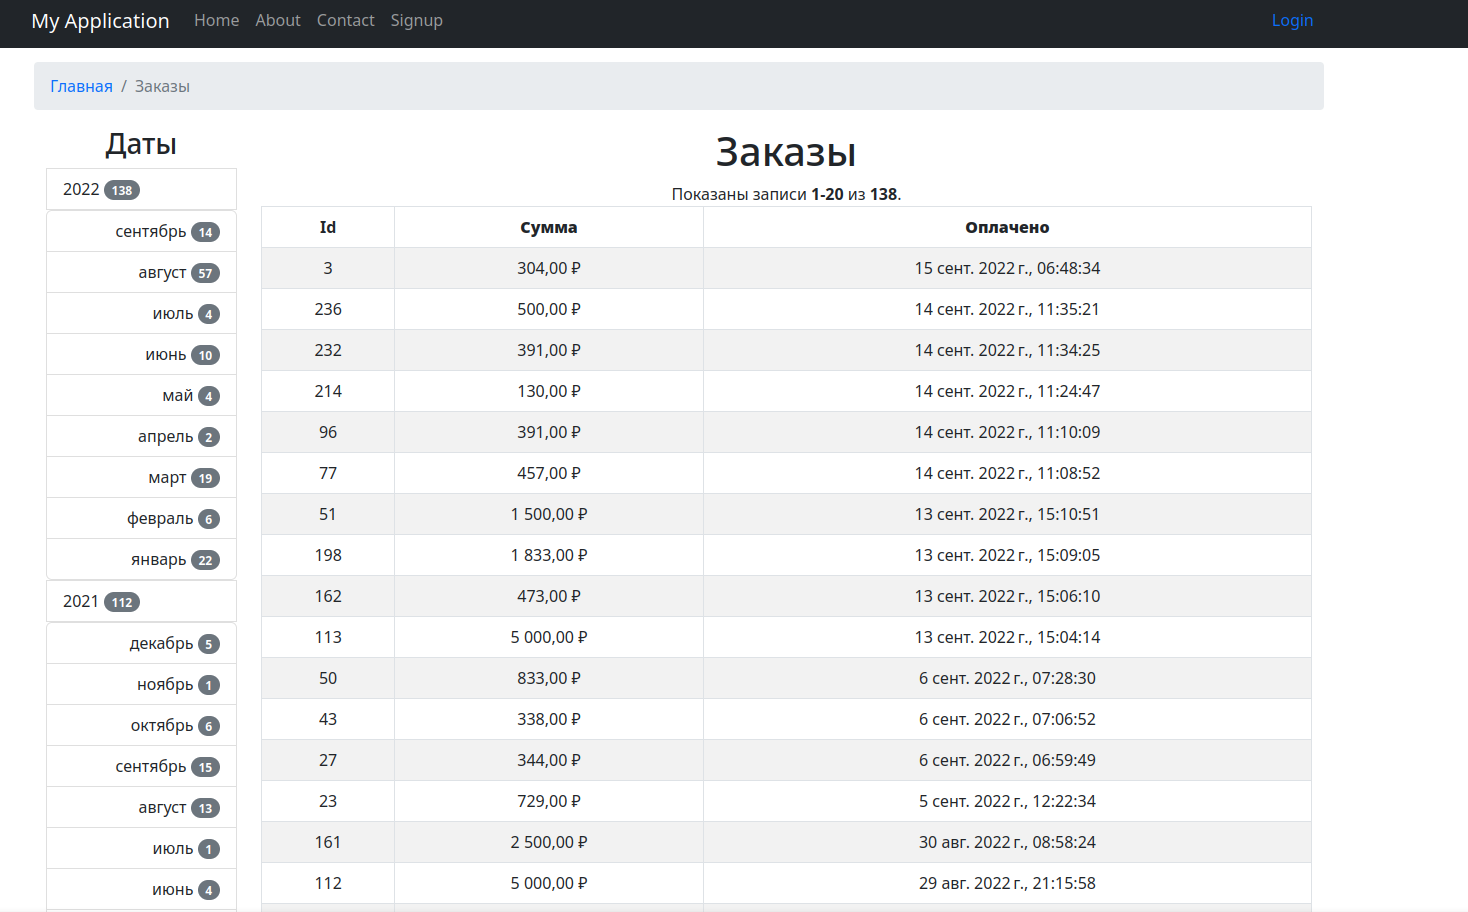 My Application Home About Contact Signup Login
Главная / Заказы
Даты
2022 138
сентябрь 14
август 57
июль 4
июнь 10
май 4
апрель 2
март 19
февраль 6
январь 22
2021 112
декабрь 5
ноябрь 1
октябрь 6
сентябрь 15
август 13
июль 1
июнь 4
Заказы
Показаны записи 1-20 из 138.
Id Сумма Оплачено
3 304,00 ₽ 15 сент. 2022 г., 06:48:34
236 500,00 ₽ 14 сент. 2022 г., 11:35:21
232 391,00 ₽ 14 сент. 2022 г., 11:34:25
214 130,00 ₽ 14 сент. 2022 г., 11:24:47
96 391,00 ₽ 14 сент. 2022 г., 11:10:09
77 457,00 ₽ 14 сент. 2022 г., 11:08:52
51 1 500,00 ₽ 13 сент. 2022 г., 15:10:51
198 1 833,00 ₽ 13 сент. 2022 г., 15:09:05
162 473,00 ₽ 13 сент. 2022 г., 15:06:10
113 5 000,00 ₽ 13 сент. 2022 г., 15:04:14
50 833,00 ₽ 6 сент. 2022 г., 07:28:30
43 338,00 ₽ 6 сент. 2022 г., 07:06:52
27 344,00 ₽ 6 сент. 2022 г., 06:59:49
23 729,00 ₽ 5 сент. 2022 г., 12:22:34
161 2 500,00 ₽ 30 авг. 2022 г., 08:58:24
112 5 000,00 ₽ 29 авг. 2022 г., 21:15:58